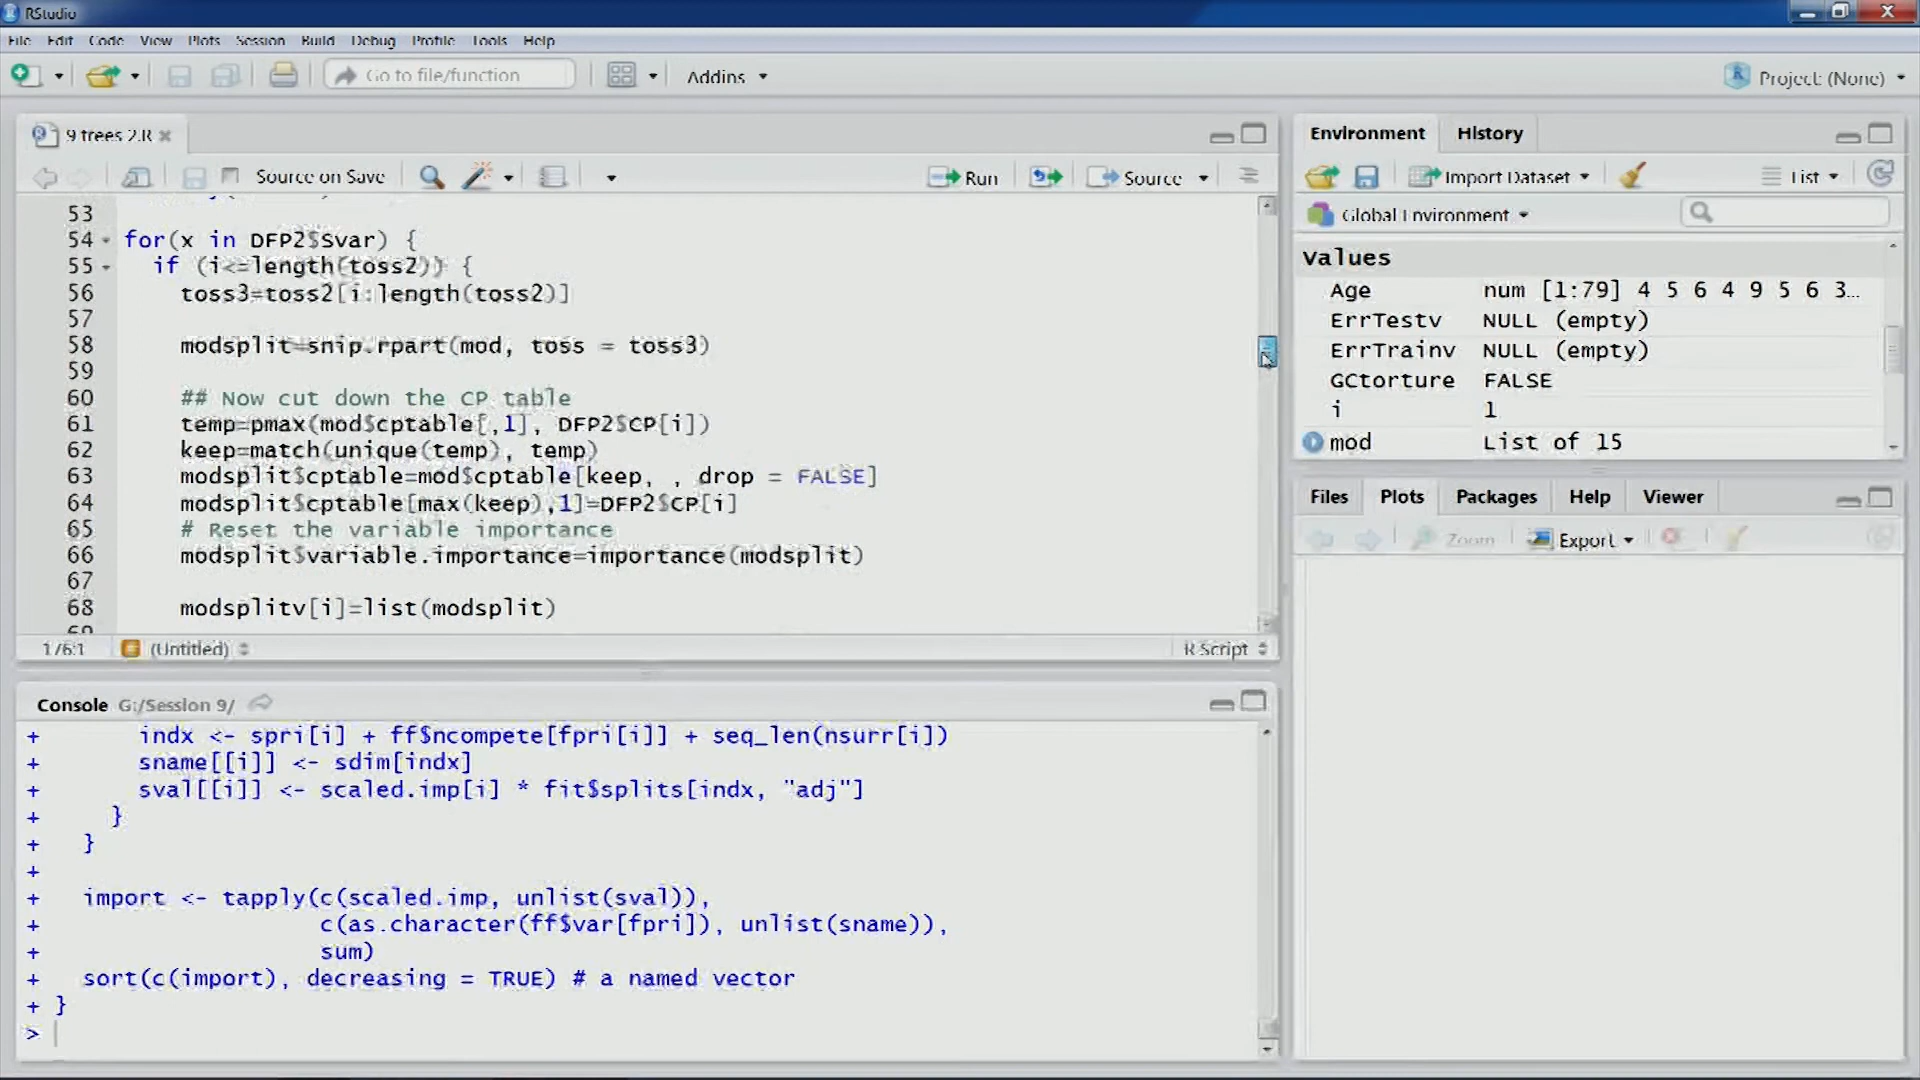 RStudio
File Edit Code View Plots Session Build Debug Profile Tools Help
Go to file/function
Addins
Project: (None)
9 trees 2.R
Source on Save
Run
Source
53
54 for(x in DFP2$Svar) {
55 if (i<=length(toss2)) {
56 toss3=toss2[i:length(toss2)]
57
58 modsplit=snip.rpart(mod, toss = toss3)
59
60 ## Now cut down the CP table
61 temp=pmax(mod$cptable[,1], DFP2$CP[i])
62 keep=match(unique(temp), temp)
63 modsplit$cptable=mod$cptable[keep, , drop = FALSE]
64 modsplit$cptable[max(keep),1]=DFP2$CP[i]
65 # Reset the variable importance
66 modsplit$variable.importance=importance(modsplit)
67
68 modsplitv[i]=list(modsplit)
69
176:1
(Untitled)
R Script
Console G:/Session 9/
+ indx <- spri[i] + ff$ncompete[fpri[i]] + seq_len(nsurr[i])
+ sname[[i]] <- sdim[indx]
+ sval[[i]] <- scaled.imp[i] * fit$splits[indx, "adj"]
+ }
+ }
+
+ import <- tapply(c(scaled.imp, unlist(sval)),
+ c(as.character(ff$var[fpri]), unlist(sname)),
+ sum)
+ sort(c(import), decreasing = TRUE) # a named vector
+ }
>
Environment History
Import Dataset
List
Global Environment
Values
Age num [1:79] 4 5 6 4 9 5 6 3…
ErrTestv NULL (empty)
ErrTrainv NULL (empty)
GCtorture FALSE
i 1
mod List of 15
Files Plots Packages Help Viewer
Zoom
Export